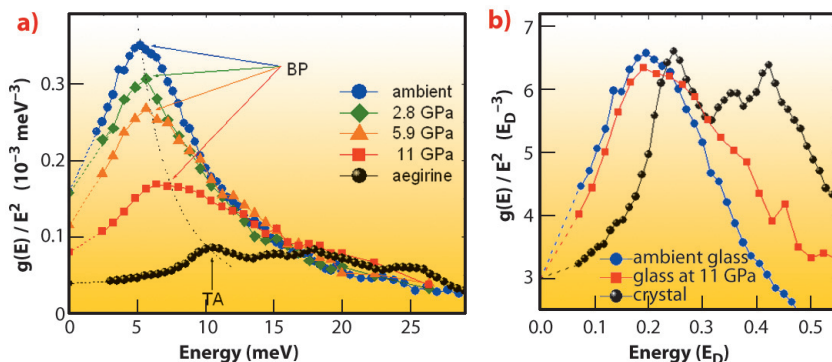 a)
g(E) / E² (10⁻³ meV⁻³)
0.3
0.2
0.1
0
BP
ambient
2.8 GPa
5.9 GPa
11 GPa
aegirine
TA
0 5 10 15 20 25
Energy (meV)
b)
g(E) / E² (E_D⁻³)
7
6
5
4
3
ambient glass
glass at 11 GPa
crystal
0.0 0.1 0.2 0.3 0.4 0.5
Energy (E_D)